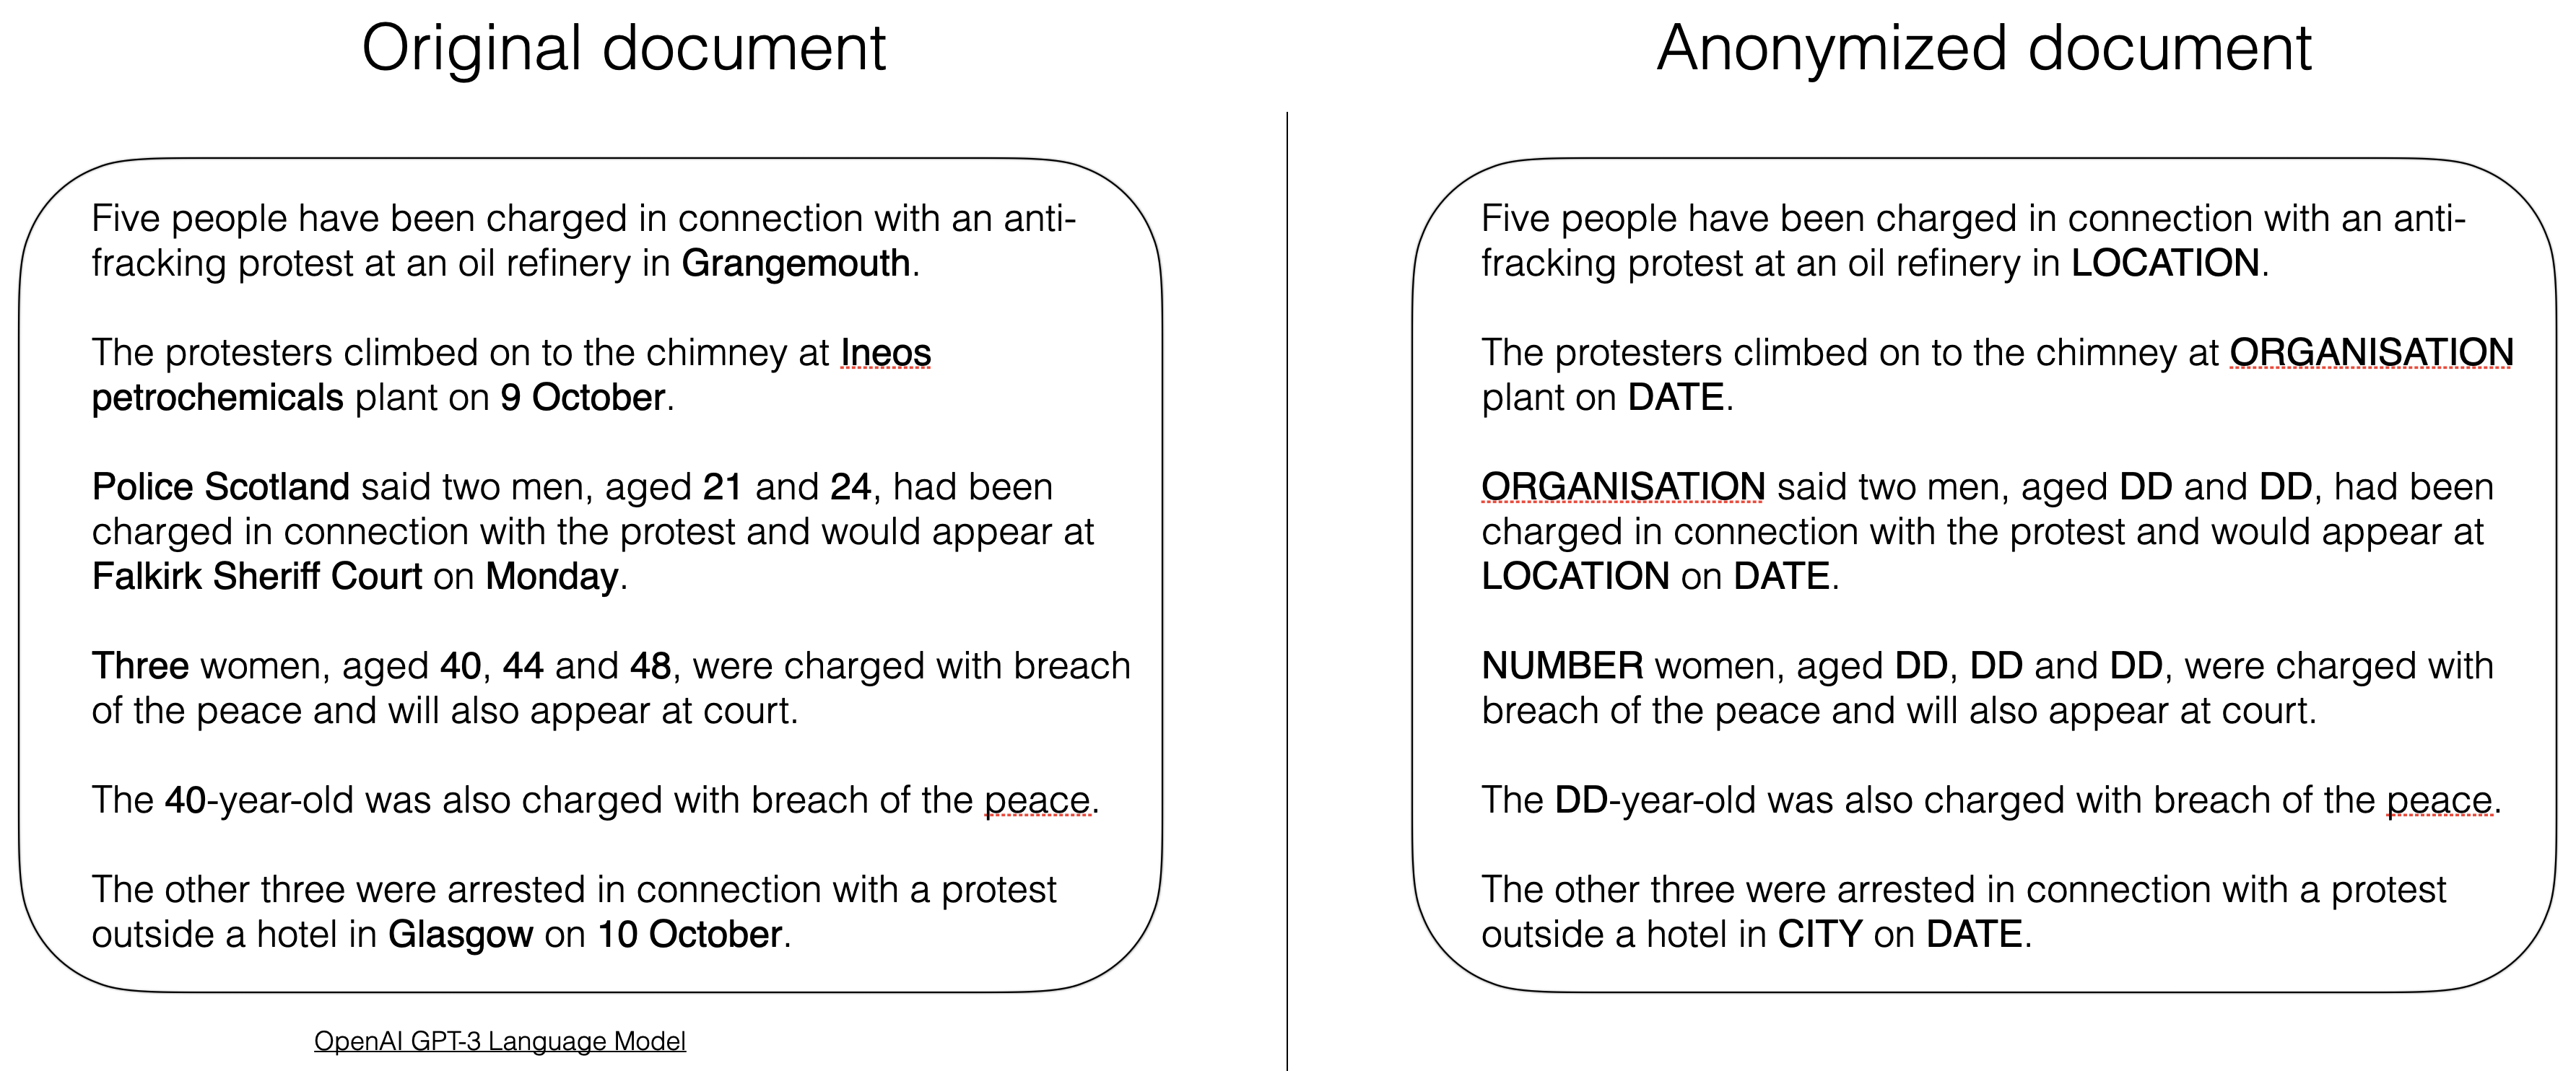 Original document
Five people have been charged in connection with an anti-
fracking protest at an oil refinery in Grangemouth.
The protesters climbed on to the chimney at Ineos
petrochemicals plant on 9 October.
Police Scotland said two men, aged 21 and 24, had been
charged in connection with the protest and would appear at
Falkirk Sheriff Court on Monday.
Three women, aged 40, 44 and 48, were charged with breach
of the peace and will also appear at court.
The 40-year-old was also charged with breach of the peace.
The other three were arrested in connection with a protest
outside a hotel in Glasgow on 10 October.
OpenAI GPT-3 Language Model
Anonymized document
Five people have been charged in connection with an anti-
fracking protest at an oil refinery in LOCATION.
The protesters climbed on to the chimney at ORGANISATION
plant on DATE.
ORGANISATION said two men, aged DD and DD, had been
charged in connection with the protest and would appear at
LOCATION on DATE.
NUMBER women, aged DD, DD and DD, were charged with
breach of the peace and will also appear at court.
The DD-year-old was also charged with breach of the peace.
The other three were arrested in connection with a protest
outside a hotel in CITY on DATE.